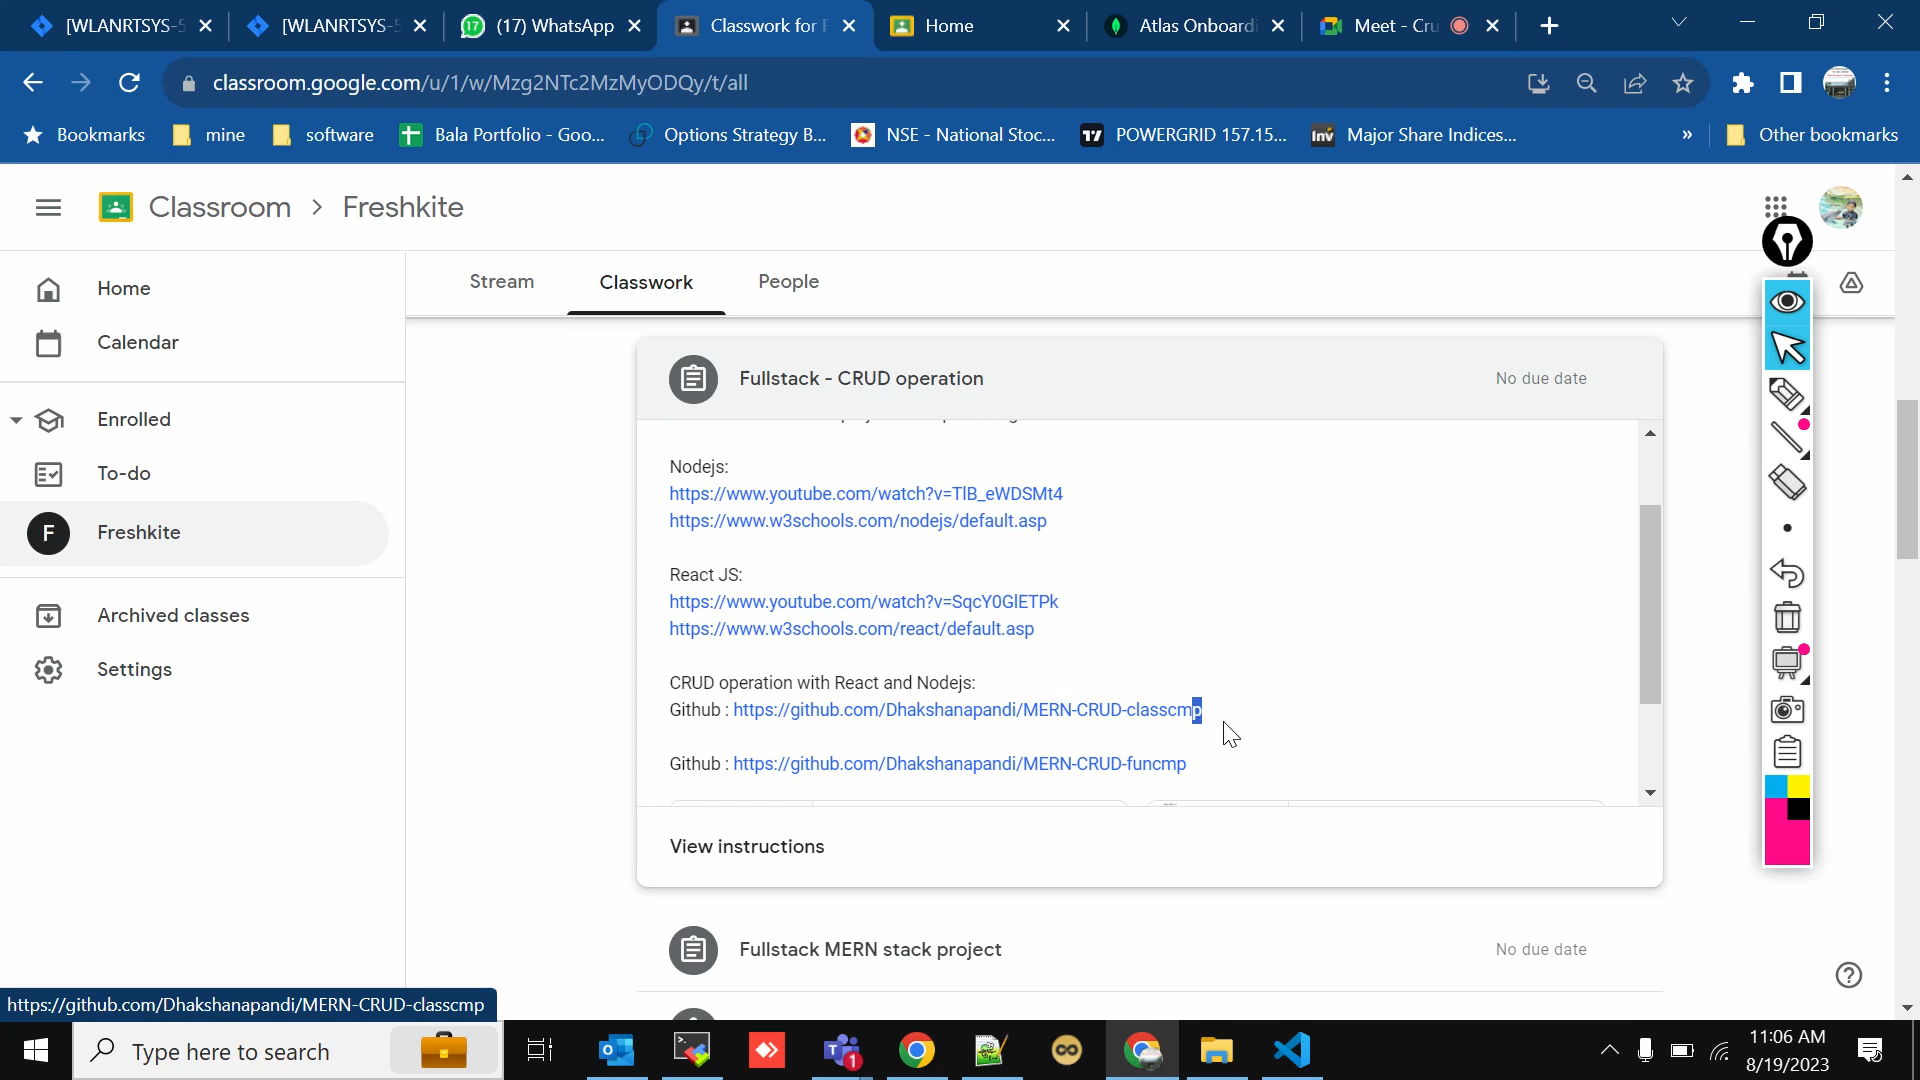 [WLANRTSYS-5
[WLANRTSYS-5
(17) WhatsApp
Classwork for F
Home
Atlas Onboardi
Meet - Cru
classroom.google.com/u/1/w/Mzg2NTc2MzMyODQy/t/all
Bookmarks
mine
software
Bala Portfolio - Goo...
Options Strategy B...
NSE - National Stoc...
POWERGRID 157.15...
Major Share Indices...
»
Other bookmarks
Classroom > Freshkite
Home
Calendar
Enrolled
To-do
F Freshkite
Archived classes
Settings
Stream
Classwork
People
Fullstack - CRUD operation
No due date
Nodejs:
https://www.youtube.com/watch?v=TlB_eWDSMt4
https://www.w3schools.com/nodejs/default.asp
React JS:
https://www.youtube.com/watch?v=SqcY0GlETPk
https://www.w3schools.com/react/default.asp
CRUD operation with React and Nodejs:
Github : https://github.com/Dhakshanapandi/MERN-CRUD-classcmp
Github : https://github.com/Dhakshanapandi/MERN-CRUD-funcmp
View instructions
Fullstack MERN stack project
No due date
https://github.com/Dhakshanapandi/MERN-CRUD-classcmp
Type here to search
11:06 AM
8/19/2023